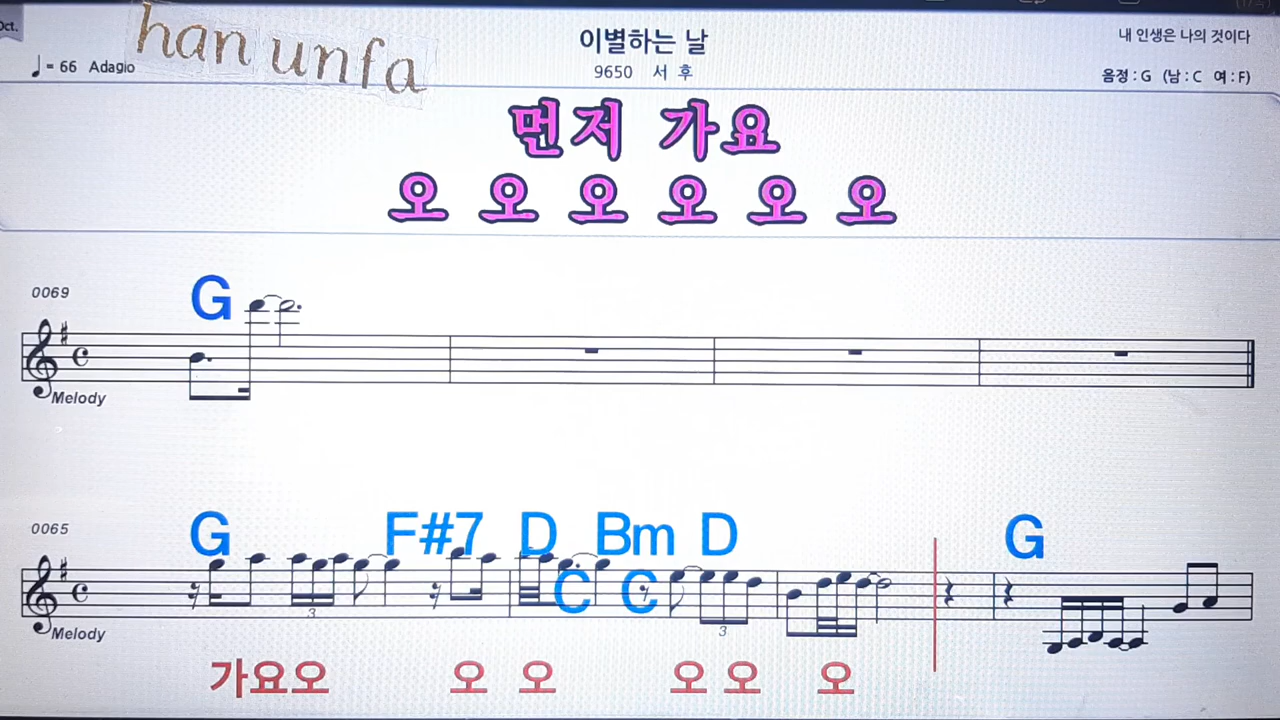 Oct.
han unfa
♩= 66 Adagio
이별하는 날
9650 서 후
내 인생은 나의 것이다
음정 : G (남 : C 여 : F)
먼저 가요
오 오 오 오 오 오
0069
G
Melody
0065
G F#7 D Bm D G
C C
3 3
Melody
가요오 오 오 오 오 오